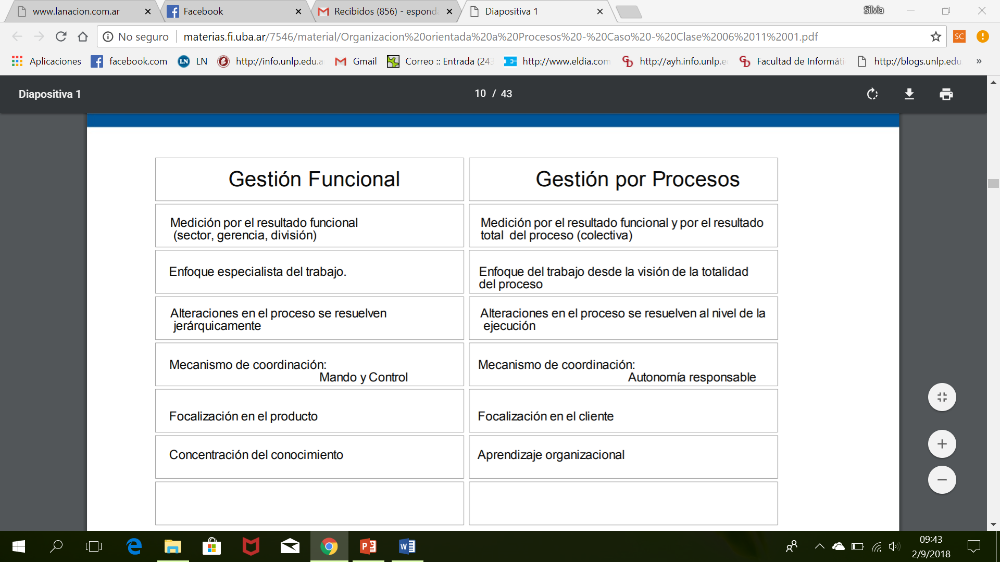 www.lanacion.com.ar
Facebook
Recibidos (856) - esponda
Diapositiva 1
Silvia
No seguro
materias.fi.uba.ar/7546/material/Organizacion%20orientada%20a%20Procesos%20-%20Caso%20-%20Clase%2006%2011%2001.pdf
SC
Aplicaciones
facebook.com
LN
LN
http://info.unlp.edu.a
Gmail
Correo :: Entrada (243
http://www.eldia.com
http://ayh.info.unlp.e
Facultad de Informáti
http://blogs.unlp.edu
»
Diapositiva 1
10 / 43
Gestión Funcional
Gestión por Procesos
Medición por el resultado funcional
(sector, gerencia, división)
Medición por el resultado funcional y por el resultado
total del proceso (colectiva)
Enfoque especialista del trabajo.
Enfoque del trabajo desde la visión de la totalidad
del proceso
Alteraciones en el proceso se resuelven
jerárquicamente
Alteraciones en el proceso se resuelven al nivel de la
ejecución
Mecanismo de coordinación:
Mando y Control
Mecanismo de coordinación:
Autonomía responsable
Focalización en el producto
Focalización en el cliente
Concentración del conocimiento
Aprendizaje organizacional
09:43
2/9/2018